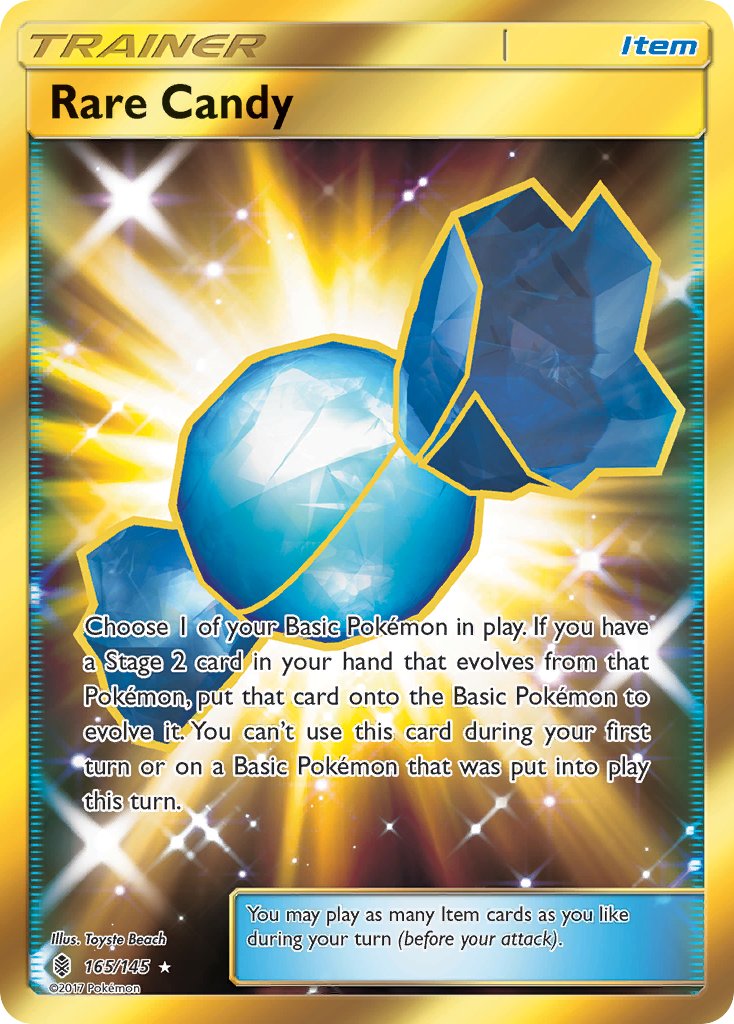 TRAINER
Item
Rare Candy
Choose 1 of your Basic Pokémon in play. If you have
a Stage 2 card in your hand that evolves from that
Pokémon, put that card onto the Basic Pokémon to
evolve it. You can't use this card during your first
turn or on a Basic Pokémon that was put into play
this turn.
You may play as many Item cards as you like
during your turn (before your attack).
Illus. Toyste Beach
165/145 ★
©2017 Pokémon